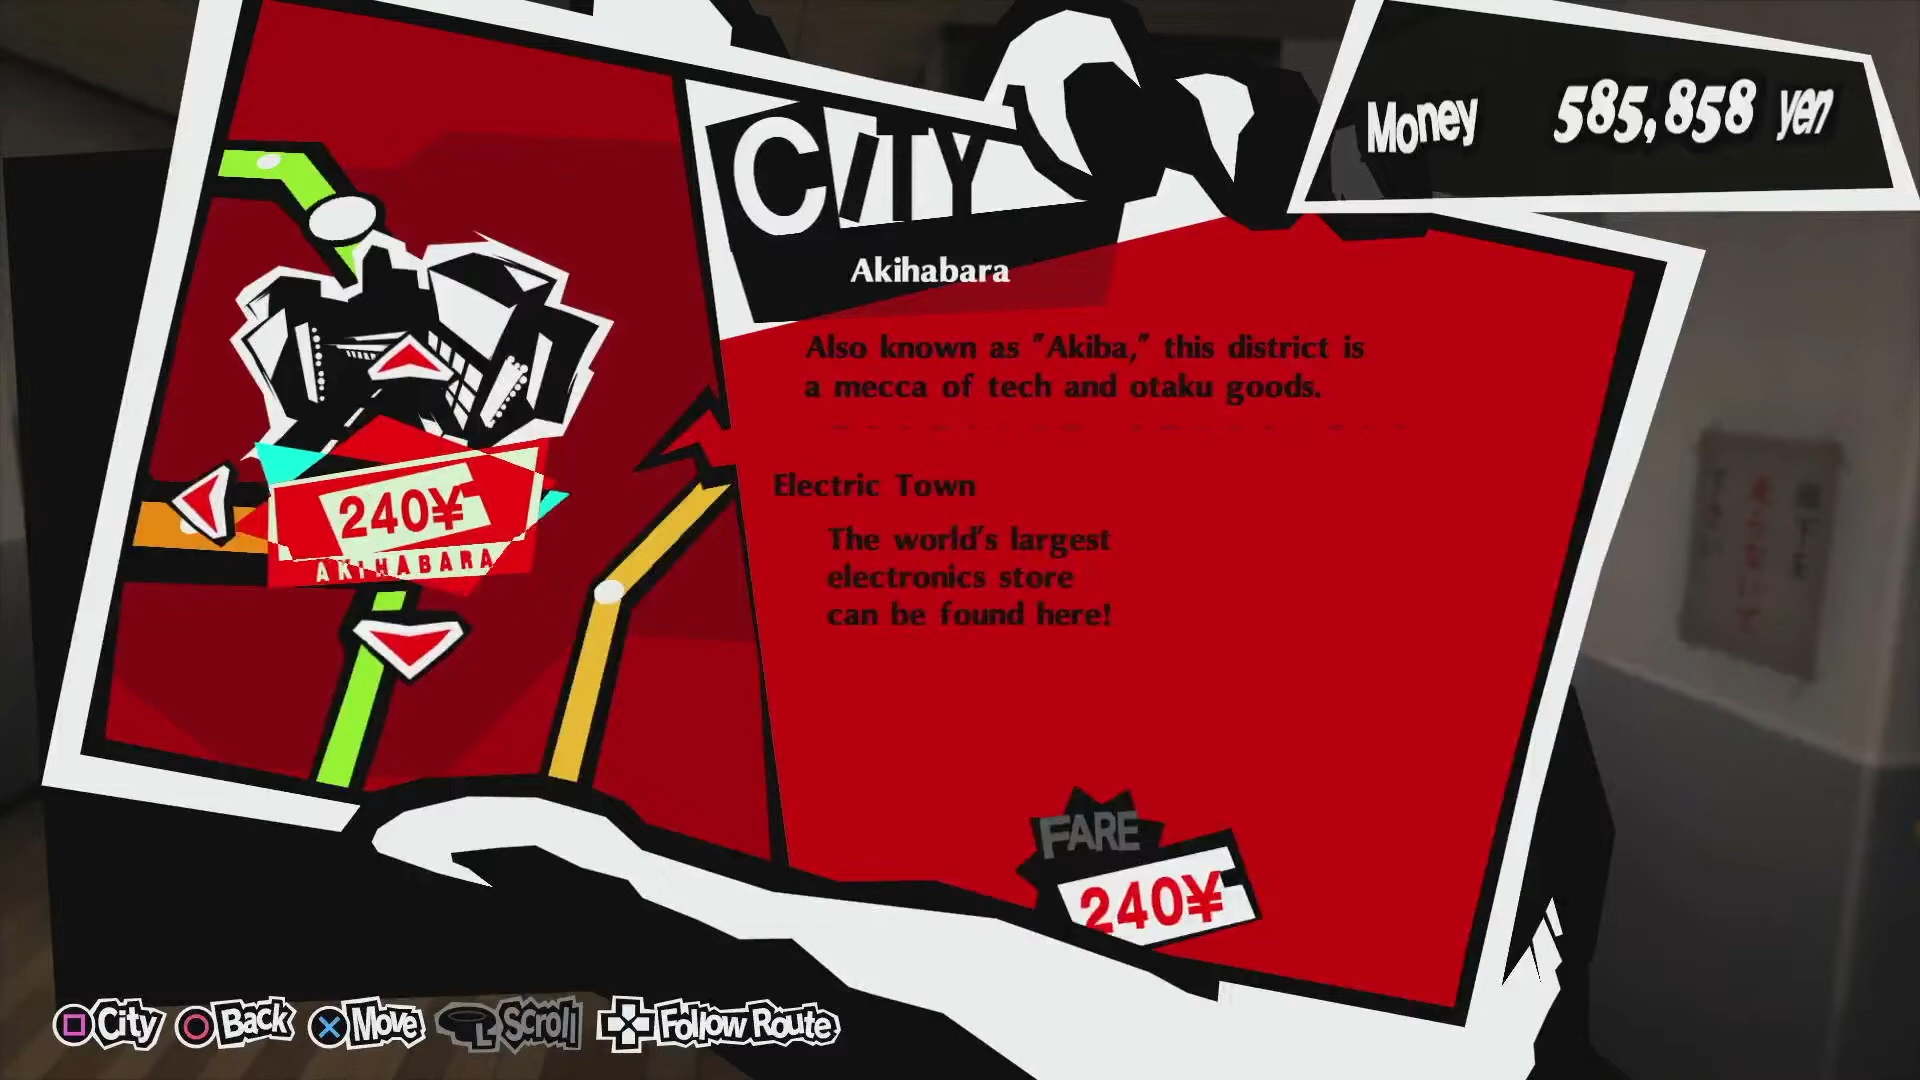 Money 585,858 yen
CITY
Akihabara
Also known as "Akiba," this district is
a mecca of tech and otaku goods.
Electric Town
The world's largest
electronics store
can be found here!
240¥
AKIHABARA
FARE
240¥
City Back Move L Scroll Follow Route